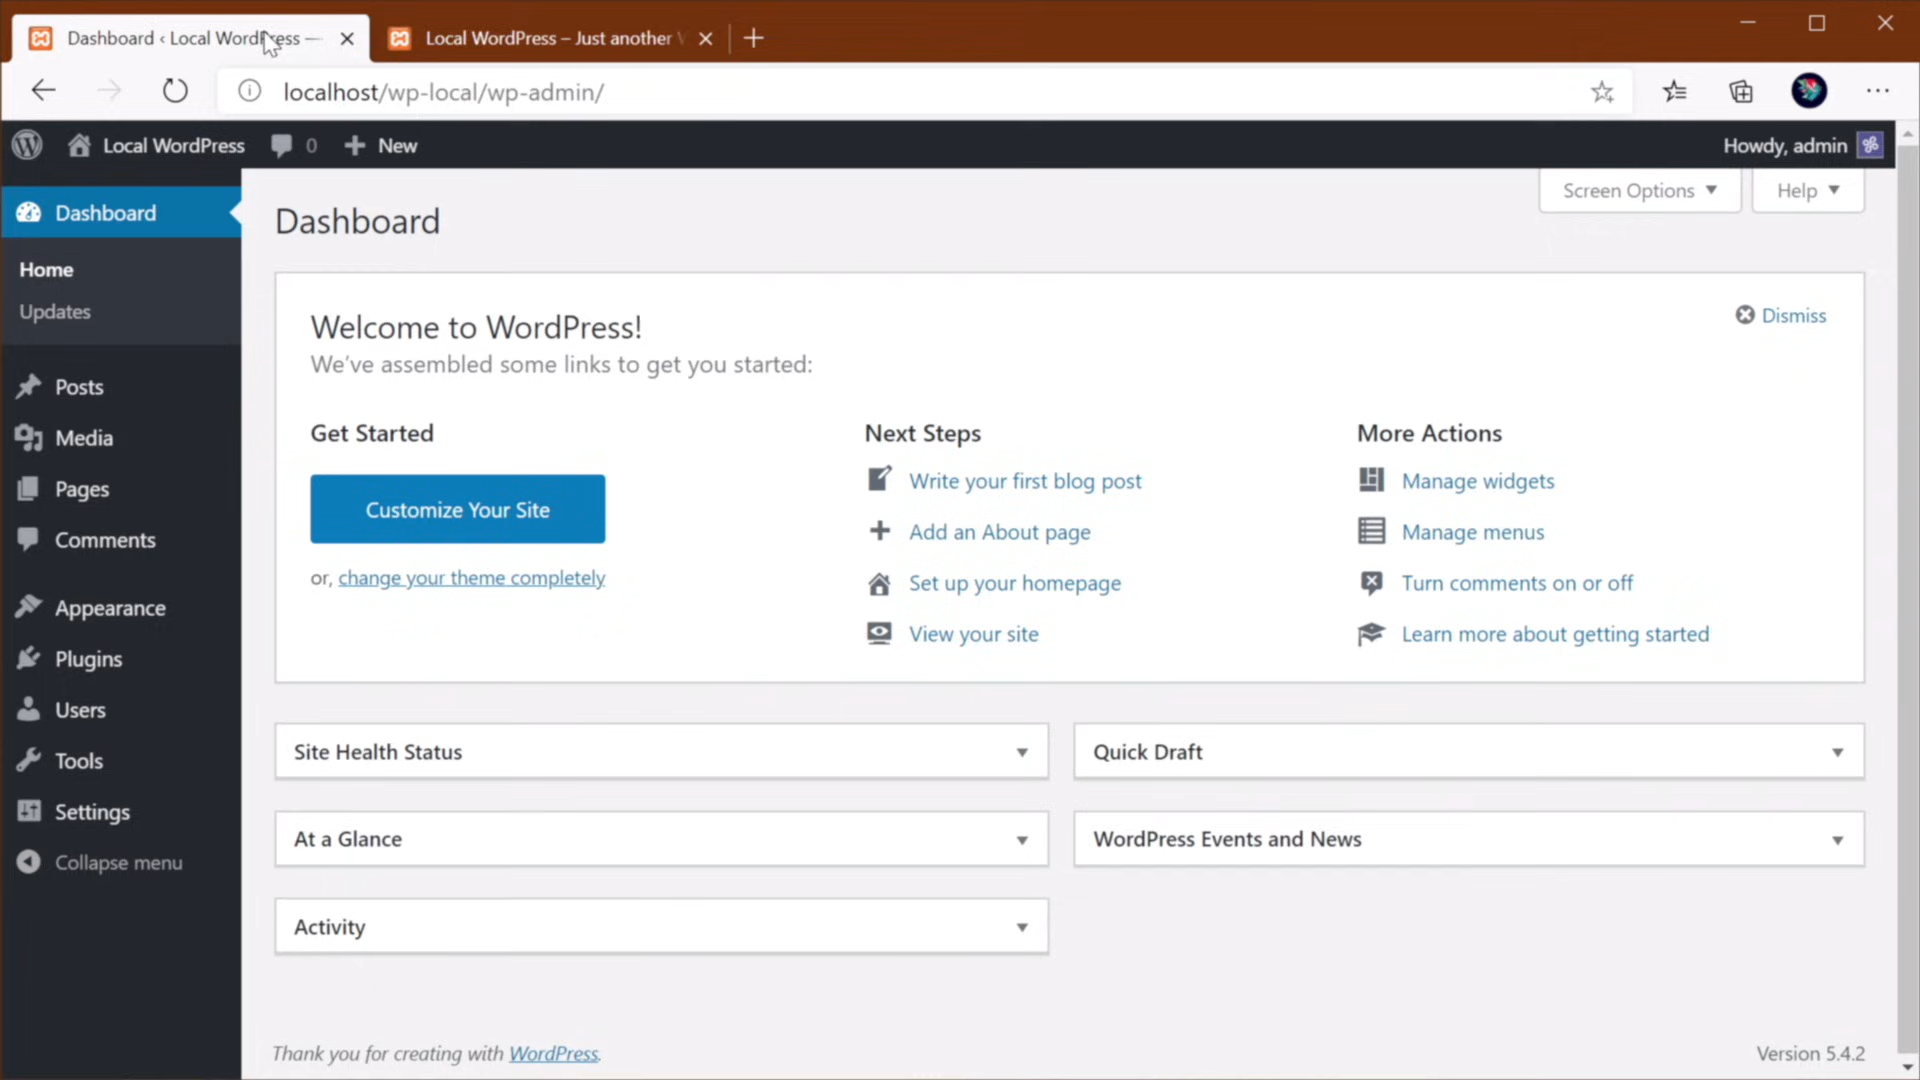 Dashboard ‹ Local WordPress —
Local WordPress – Just another
localhost/wp-local/wp-admin/
Local WordPress
0
New
Howdy, admin
Screen Options
Help
Dashboard
Home
Updates
Posts
Media
Pages
Comments
Appearance
Plugins
Users
Tools
Settings
Collapse menu
Dashboard
Welcome to WordPress!
We've assembled some links to get you started:
Dismiss
Get Started
Customize Your Site
or, change your theme completely
Next Steps
Write your first blog post
Add an About page
Set up your homepage
View your site
More Actions
Manage widgets
Manage menus
Turn comments on or off
Learn more about getting started
Site Health Status
Quick Draft
At a Glance
WordPress Events and News
Activity
Thank you for creating with WordPress.
Version 5.4.2